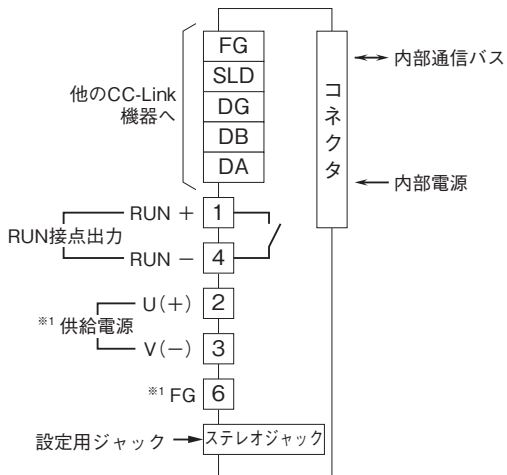 FG
SLD
DG
DB
DA
他のCC-Link
機器へ
コネクタ
内部通信バス
内部電源
RUN +
1
RUN接点出力
RUN −
4
U(+)
2
※1 供給電源
V(−)
3
※1 FG
6
設定用ジャック
ステレオジャック